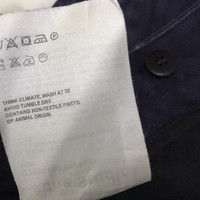 THINK CLIMATE, WASH AT 30
AVOID TUMBLE DRY.
CONTAINS NON-TEXTILE PARTS
OF ANIMAL ORIGIN.